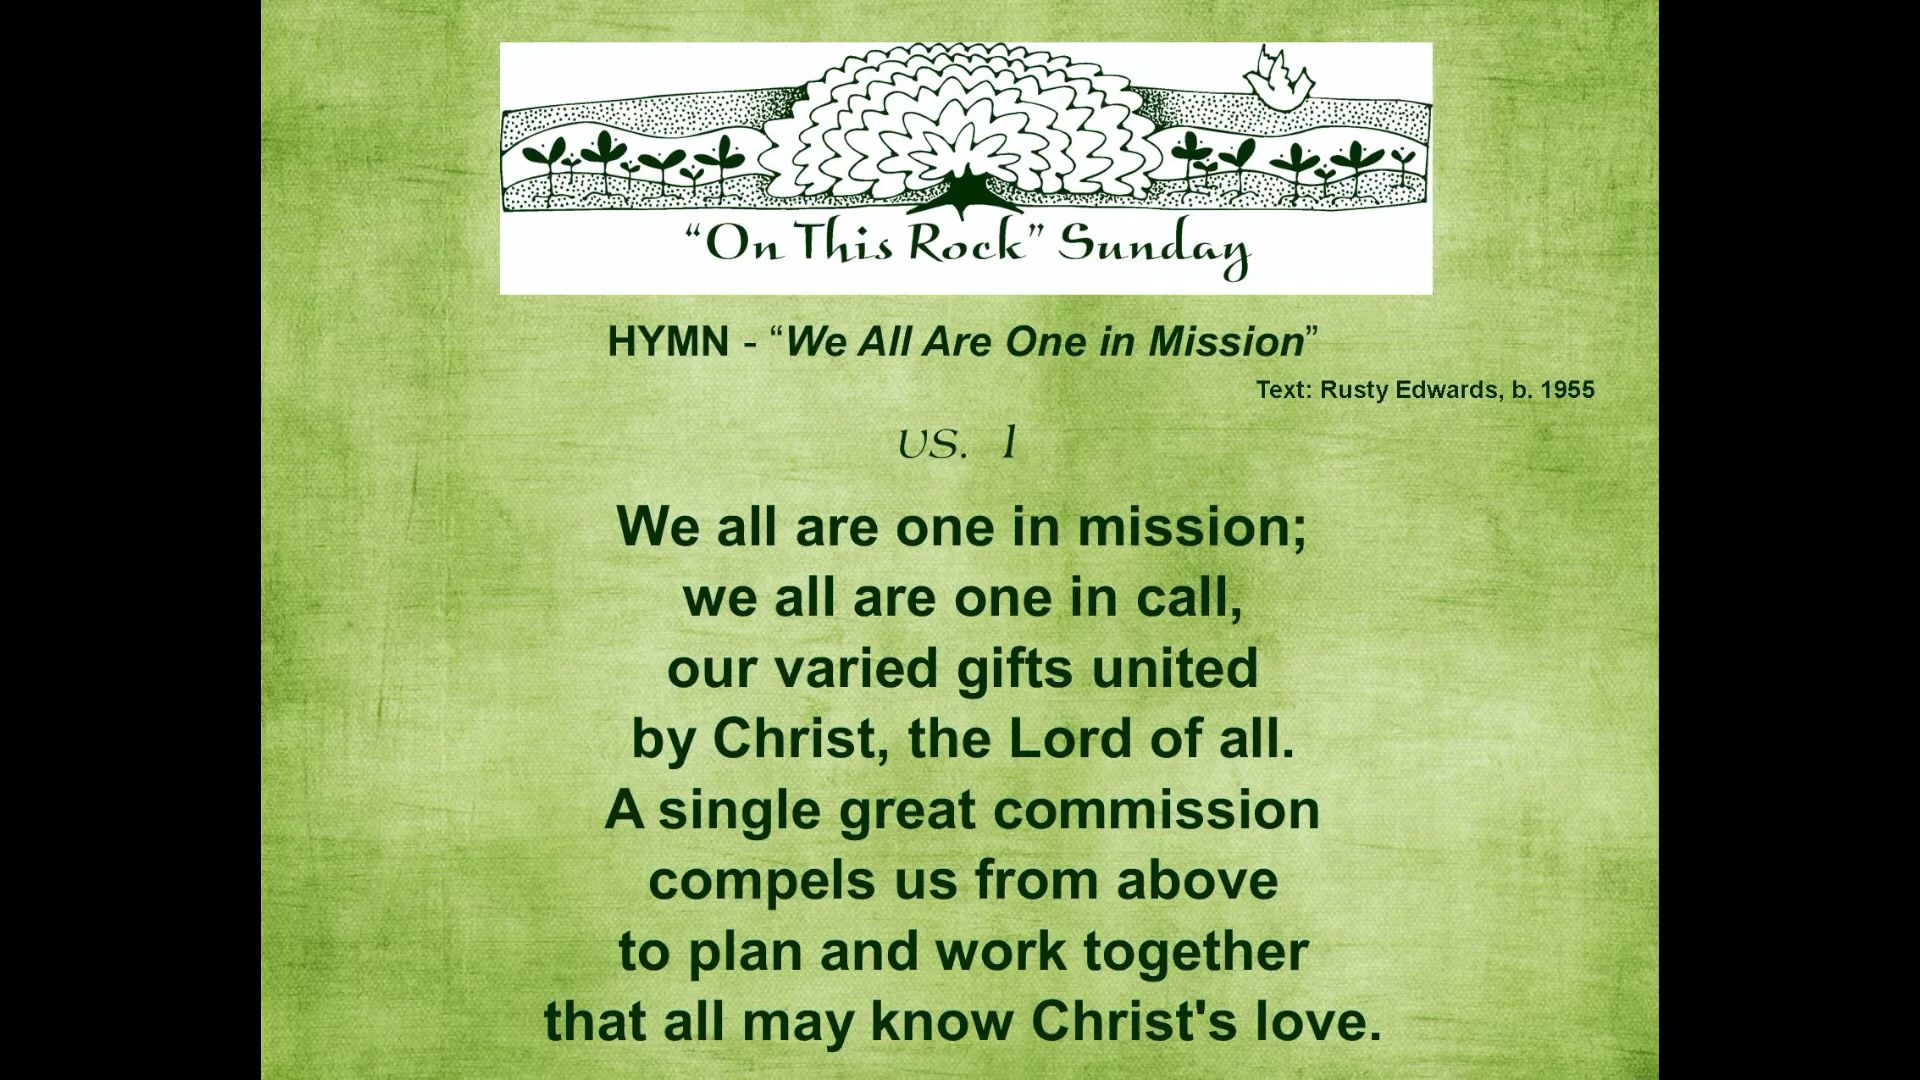 “On This Rock” Sunday
HYMN - “We All Are One in Mission”
Text: Rusty Edwards, b. 1955
vs. 1
We all are one in mission;
we all are one in call,
our varied gifts united
by Christ, the Lord of all.
A single great commission
compels us from above
to plan and work together
that all may know Christ's love.